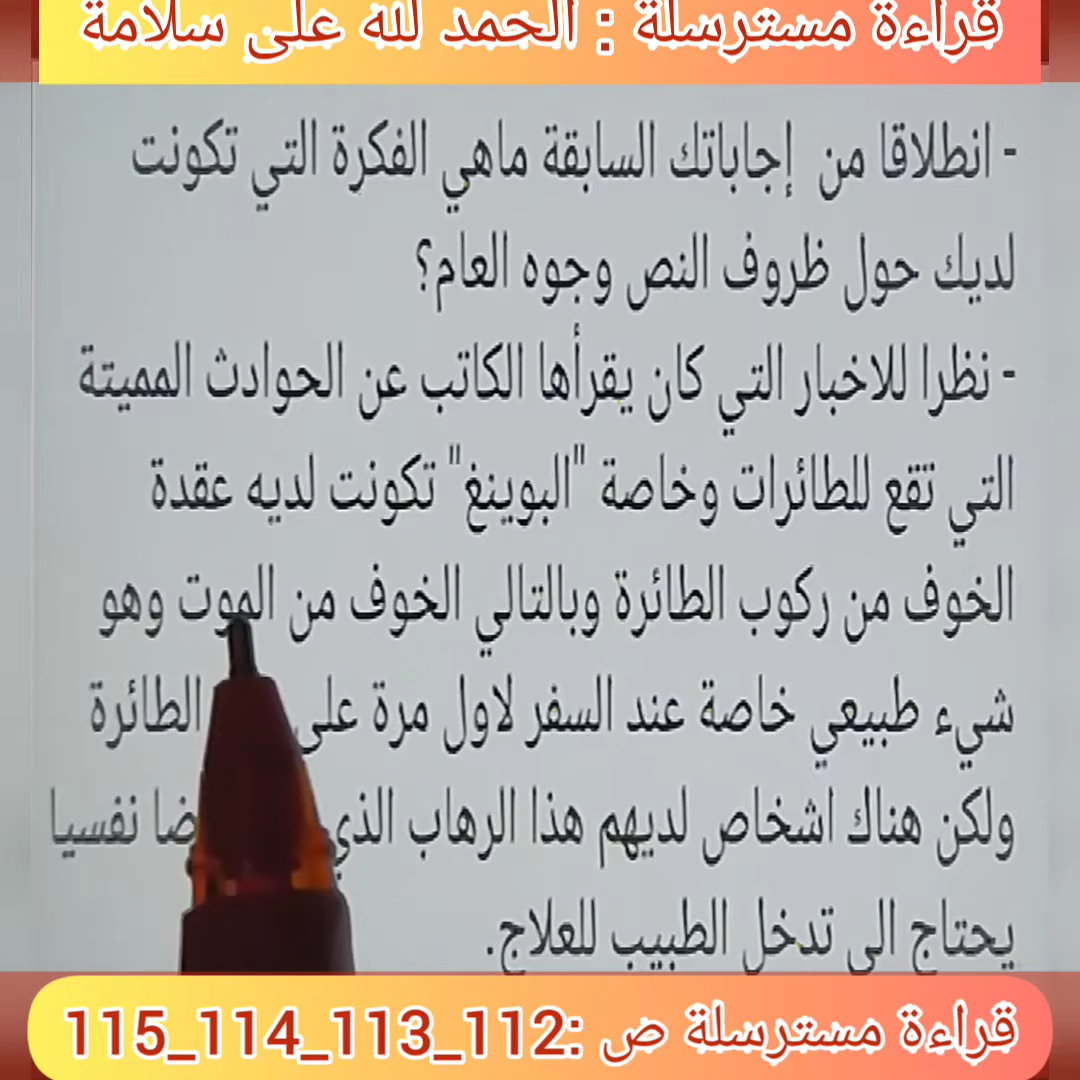 قراءة مسترسلة : الحمد لله على سلامة
- انطلاقا من إجاباتك السابقة ماهي الفكرة التي تكونت
لديك حول ظروف النص وجوه العام؟
- نظرا للاخبار التي كان يقرأها الكاتب عن الحوادث المميتة
التي تقع للطائرات وخاصة "البوينغ" تكونت لديه عقدة
الخوف من ركوب الطائرة وبالتالي الخوف من الموت وهو
شيء طبيعي خاصة عند السفر لاول مرة على الطائرة
ولكن هناك اشخاص لديهم هذا الرهاب الذي نفسيا
يحتاج الى تدخل الطبيب للعلاج.
قراءة مسترسلة ص :112_113_114_115